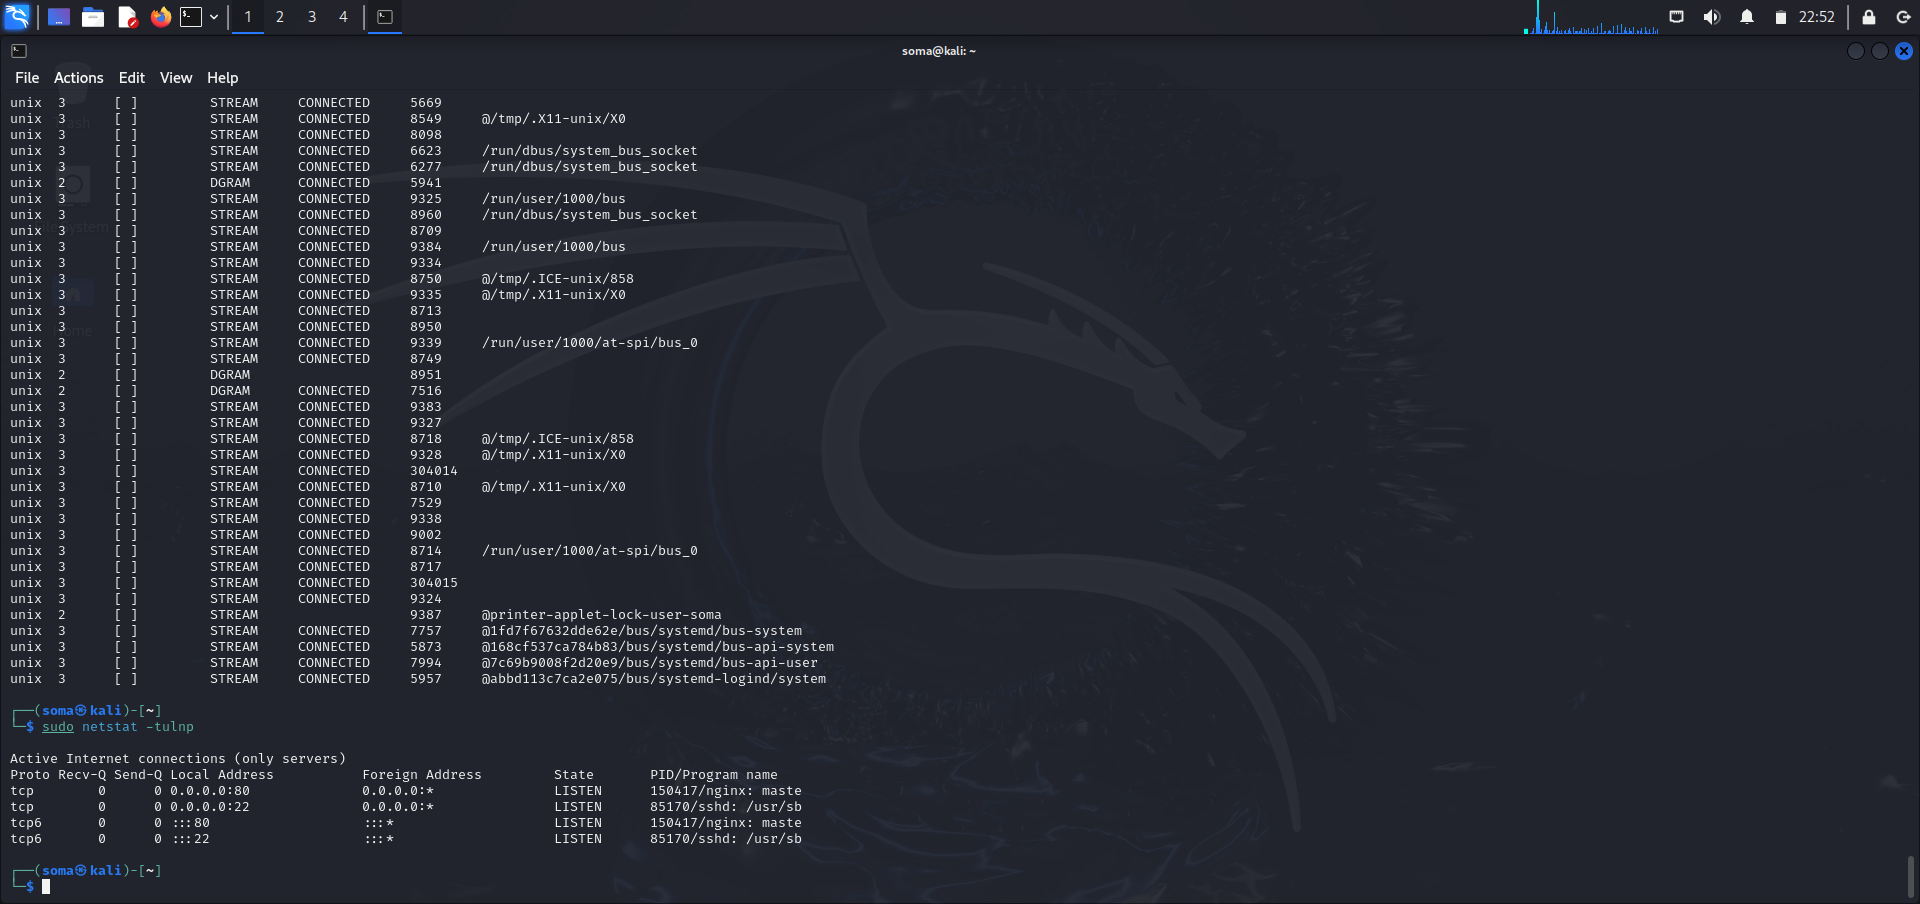 1 2 3 4 22:52
soma@kali: ~
File Actions Edit View Help
unix 3 [ ] STREAM CONNECTED 5669
unix 3 [ ] STREAM CONNECTED 8549 @/tmp/.X11-unix/X0
unix 3 [ ] STREAM CONNECTED 8098
unix 3 [ ] STREAM CONNECTED 6623 /run/dbus/system_bus_socket
unix 3 [ ] STREAM CONNECTED 6277 /run/dbus/system_bus_socket
unix 2 [ ] DGRAM CONNECTED 5941
unix 3 [ ] STREAM CONNECTED 9325 /run/user/1000/bus
unix 3 [ ] STREAM CONNECTED 8960 /run/dbus/system_bus_socket
unix 3 [ ] STREAM CONNECTED 8709
unix 3 [ ] STREAM CONNECTED 9384 /run/user/1000/bus
unix 3 [ ] STREAM CONNECTED 9334
unix 3 [ ] STREAM CONNECTED 8750 @/tmp/.ICE-unix/858
unix 3 [ ] STREAM CONNECTED 9335 @/tmp/.X11-unix/X0
unix 3 [ ] STREAM CONNECTED 8713
unix 3 [ ] STREAM CONNECTED 8950
unix 3 [ ] STREAM CONNECTED 9339 /run/user/1000/at-spi/bus_0
unix 3 [ ] STREAM CONNECTED 8749
unix 2 [ ] DGRAM 8951
unix 2 [ ] DGRAM CONNECTED 7516
unix 3 [ ] STREAM CONNECTED 9383
unix 3 [ ] STREAM CONNECTED 9327
unix 3 [ ] STREAM CONNECTED 8718 @/tmp/.ICE-unix/858
unix 3 [ ] STREAM CONNECTED 9328 @/tmp/.X11-unix/X0
unix 3 [ ] STREAM CONNECTED 304014
unix 3 [ ] STREAM CONNECTED 8710 @/tmp/.X11-unix/X0
unix 3 [ ] STREAM CONNECTED 7529
unix 3 [ ] STREAM CONNECTED 9338
unix 3 [ ] STREAM CONNECTED 9002
unix 3 [ ] STREAM CONNECTED 8714 /run/user/1000/at-spi/bus_0
unix 3 [ ] STREAM CONNECTED 8717
unix 3 [ ] STREAM CONNECTED 304015
unix 3 [ ] STREAM CONNECTED 9324
unix 2 [ ] STREAM 9387 @printer-applet-lock-user-soma
unix 3 [ ] STREAM CONNECTED 7757 @1fd7f67632dde62e/bus/systemd/bus-system
unix 3 [ ] STREAM CONNECTED 5873 @168cf537ca784b83/bus/systemd/bus-api-system
unix 3 [ ] STREAM CONNECTED 7994 @7c69b9008f2d20e9/bus/systemd/bus-api-user
unix 3 [ ] STREAM CONNECTED 5957 @abbd113c7ca2e075/bus/systemd-logind/system
┌──(soma㉿kali)-[~]
└─$ sudo netstat -tulnp
Active Internet connections (only servers)
Proto Recv-Q Send-Q Local Address Foreign Address State PID/Program name
tcp 0 0 0.0.0.0:80 0.0.0.0:* LISTEN 150417/nginx: maste
tcp 0 0 0.0.0.0:22 0.0.0.0:* LISTEN 85170/sshd: /usr/sb
tcp6 0 0 :::80 :::* LISTEN 150417/nginx: maste
tcp6 0 0 :::22 :::* LISTEN 85170/sshd: /usr/sb
┌──(soma㉿kali)-[~]
└─$